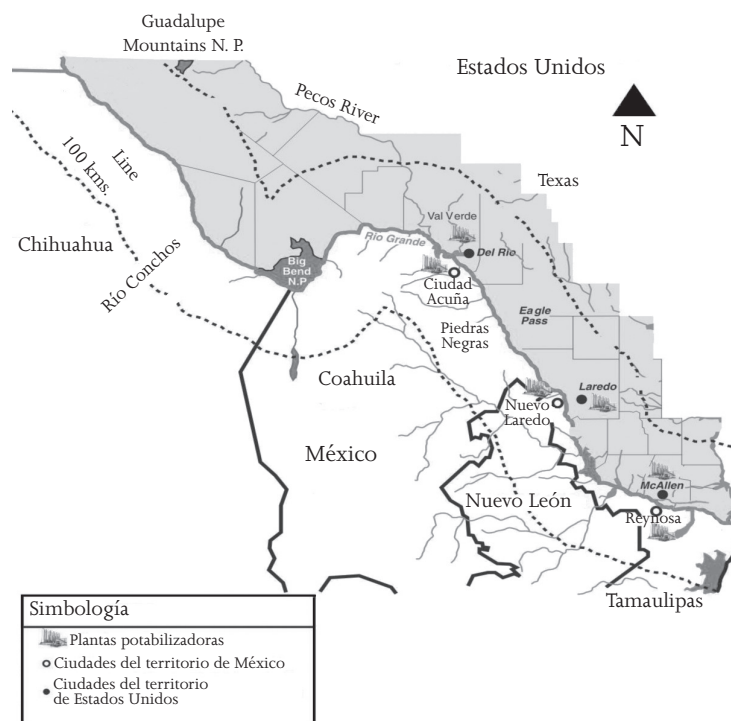 Guadalupe
Mountains N. P.
Estados Unidos
Pecos River
N
100 kms.
Line
Texas
Chihuahua
Río Conchos
Val Verde
Río Grande
Del Rio
Big
Bend
N.P
Ciudad
Acuña
Eagle
Pass
Piedras
Negras
Coahuila
Laredo
Nuevo
Laredo
México
McAllen
Nuevo León
Reynosa
Tamaulipas
Simbología
Plantas potabilizadoras
Ciudades del territorio de México
Ciudades del territorio
de Estados Unidos